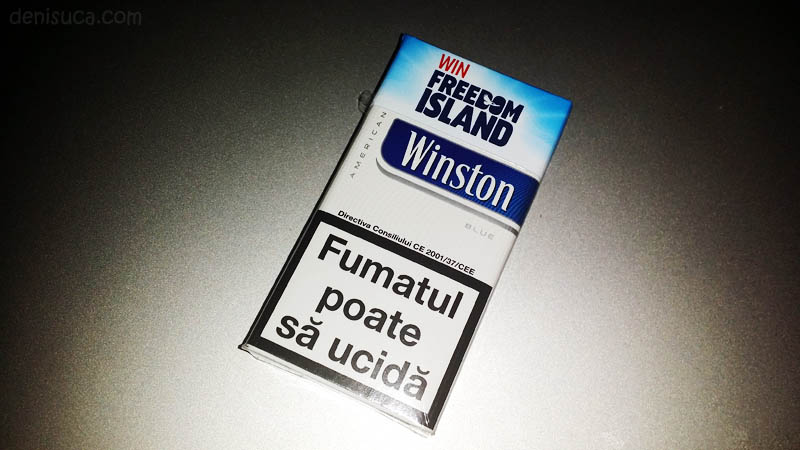 denisuca.com
WIN
FREEDOM
ISLAND
AMERICAN
Winston
BLUE
Directiva Consiliului CE 2001/37/CEE
Fumatul
poate
să ucidă